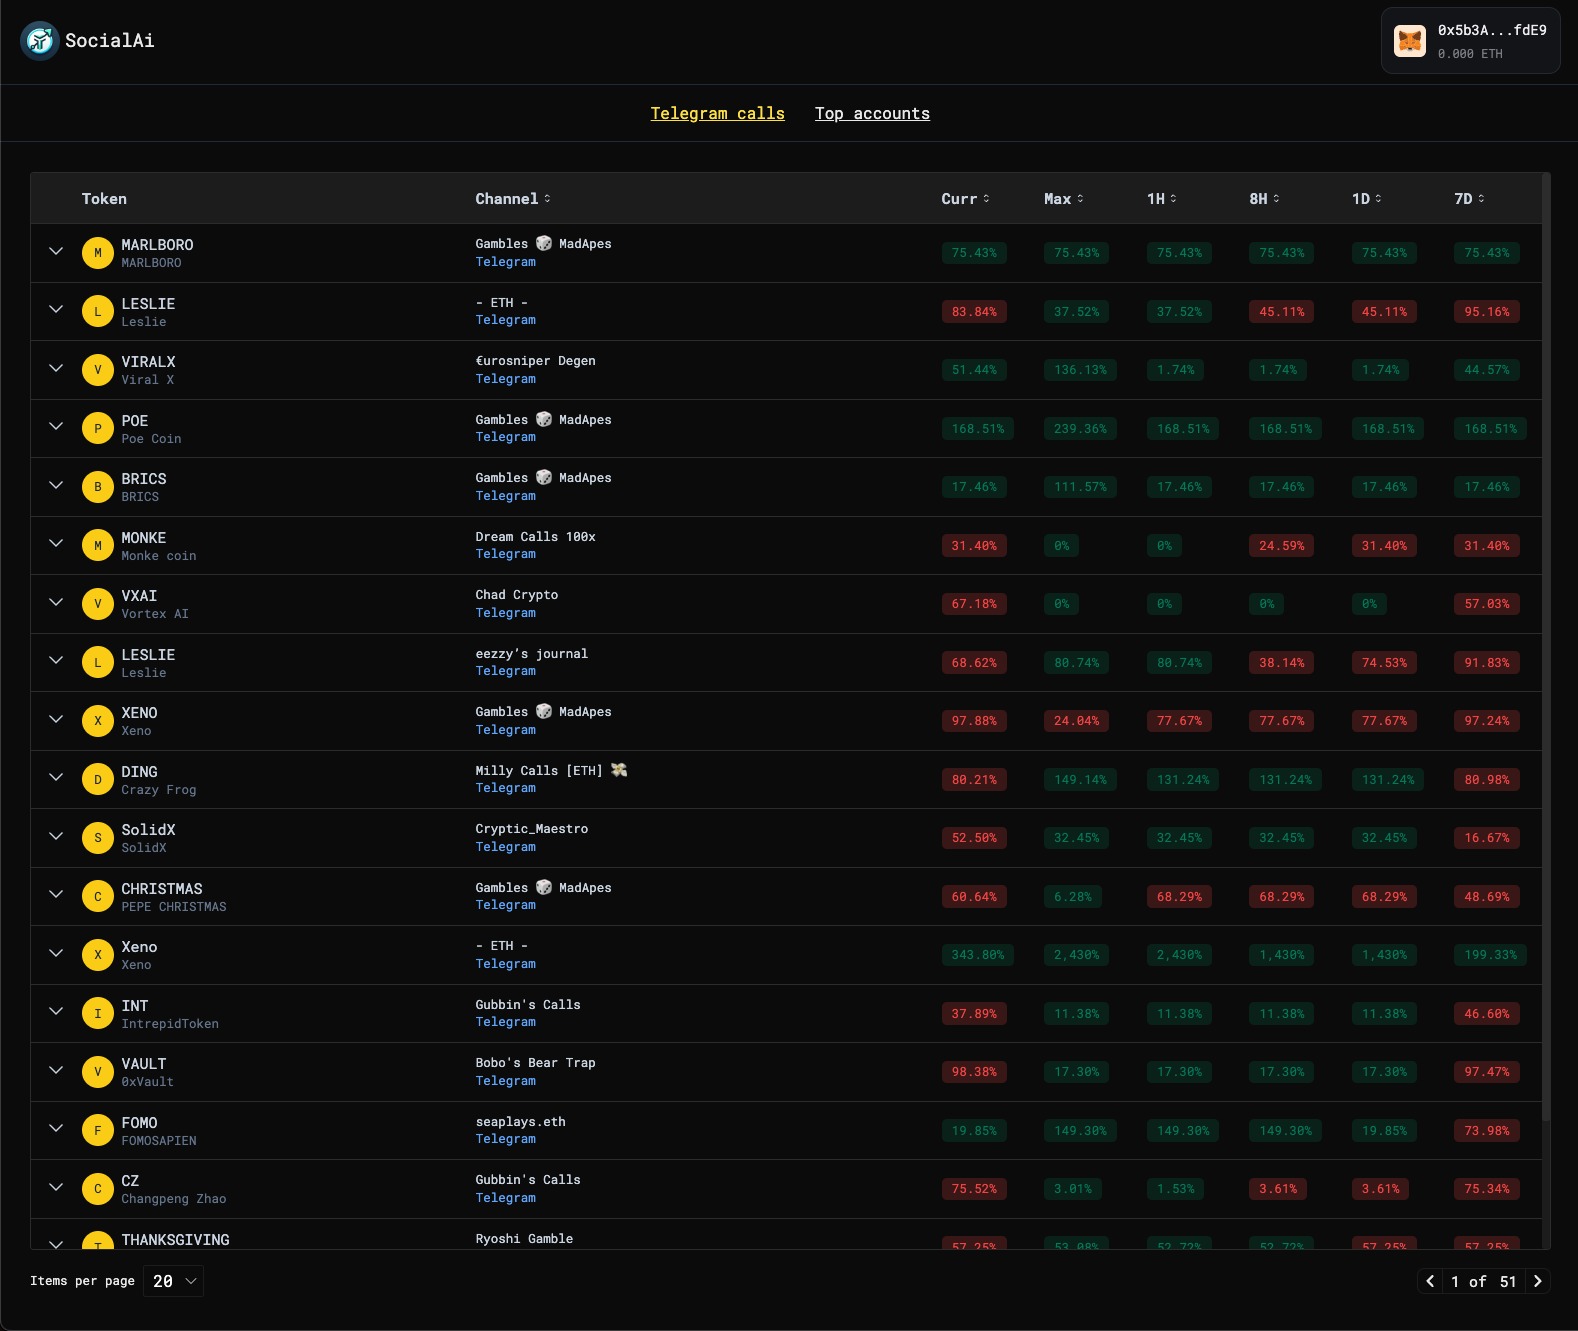 SocialAi
0x5b3A...fdE9
0.000 ETH
Telegram calls Top accounts
Token Channel Curr Max 1H 8H 1D 7D
M MARLBORO Gambles 🎲 MadApes 75.43% 75.43% 75.43% 75.43% 75.43% 75.43%
MARLBORO Telegram
L LESLIE - ETH - 83.84% 37.52% 37.52% 45.11% 45.11% 95.16%
Leslie Telegram
V VIRALX €urosniper Degen 51.44% 136.13% 1.74% 1.74% 1.74% 44.57%
Viral X Telegram
P POE Gambles 🎲 MadApes 168.51% 239.36% 168.51% 168.51% 168.51% 168.51%
Poe Coin Telegram
B BRICS Gambles 🎲 MadApes 17.46% 111.57% 17.46% 17.46% 17.46% 17.46%
BRICS Telegram
M MONKE Dream Calls 100x 31.40% 0% 0% 24.59% 31.40% 31.40%
Monke coin Telegram
V VXAI Chad Crypto 67.18% 0% 0% 0% 0% 57.03%
Vortex AI Telegram
L LESLIE eezzy’s journal 68.62% 80.74% 80.74% 38.14% 74.53% 91.83%
Leslie Telegram
X XENO Gambles 🎲 MadApes 97.88% 24.04% 77.67% 77.67% 77.67% 97.24%
Xeno Telegram
D DING Milly Calls [ETH] 💸 80.21% 149.14% 131.24% 131.24% 131.24% 80.98%
Crazy Frog Telegram
S SolidX Cryptic_Maestro 52.50% 32.45% 32.45% 32.45% 32.45% 16.67%
SolidX Telegram
C CHRISTMAS Gambles 🎲 MadApes 60.64% 6.28% 68.29% 68.29% 68.29% 48.69%
PEPE CHRISTMAS Telegram
X Xeno - ETH - 343.80% 2,430% 2,430% 1,430% 1,430% 199.33%
Xeno Telegram
I INT Gubbin's Calls 37.89% 11.38% 11.38% 11.38% 11.38% 46.60%
IntrepidToken Telegram
V VAULT Bobo's Bear Trap 98.38% 17.30% 17.30% 17.30% 17.30% 97.47%
0xVault Telegram
F FOMO seaplays.eth 19.85% 149.30% 149.30% 149.30% 19.85% 73.98%
FOMOSAPIEN Telegram
C CZ Gubbin's Calls 75.52% 3.01% 1.53% 3.61% 3.61% 75.34%
Changpeng Zhao Telegram
T THANKSGIVING Ryoshi Gamble 57.25% 53.08% 52.72% 52.72% 57.25% 57.25%
Items per page 20 1 of 51